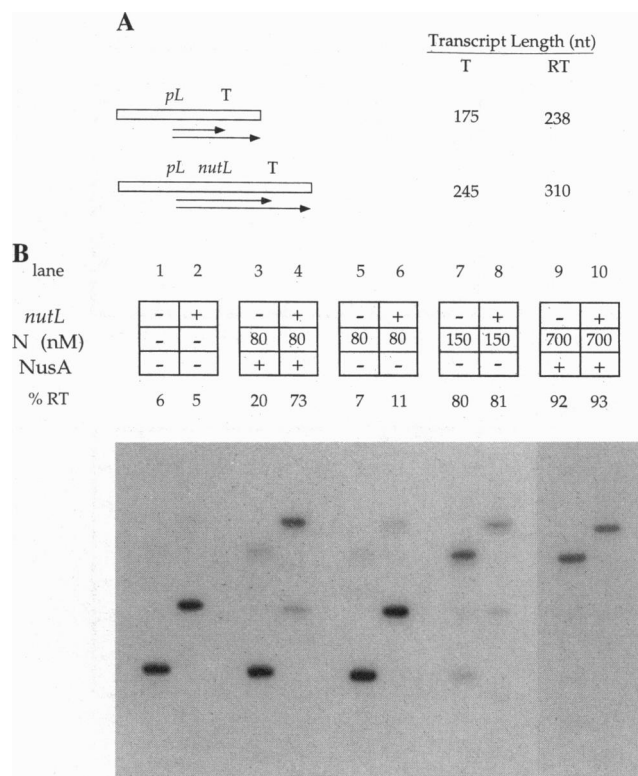 A
Transcript Length (nt)
T RT
pL T
175 238
pL nutL T
245 310
B
lane 1 2 3 4 5 6 7 8 9 10
nutL - + - + - + - + - +
N (nM) - - 80 80 80 80 150 150 700 700
NusA - - + + - - - - + +
% RT 6 5 20 73 7 11 80 81 92 93